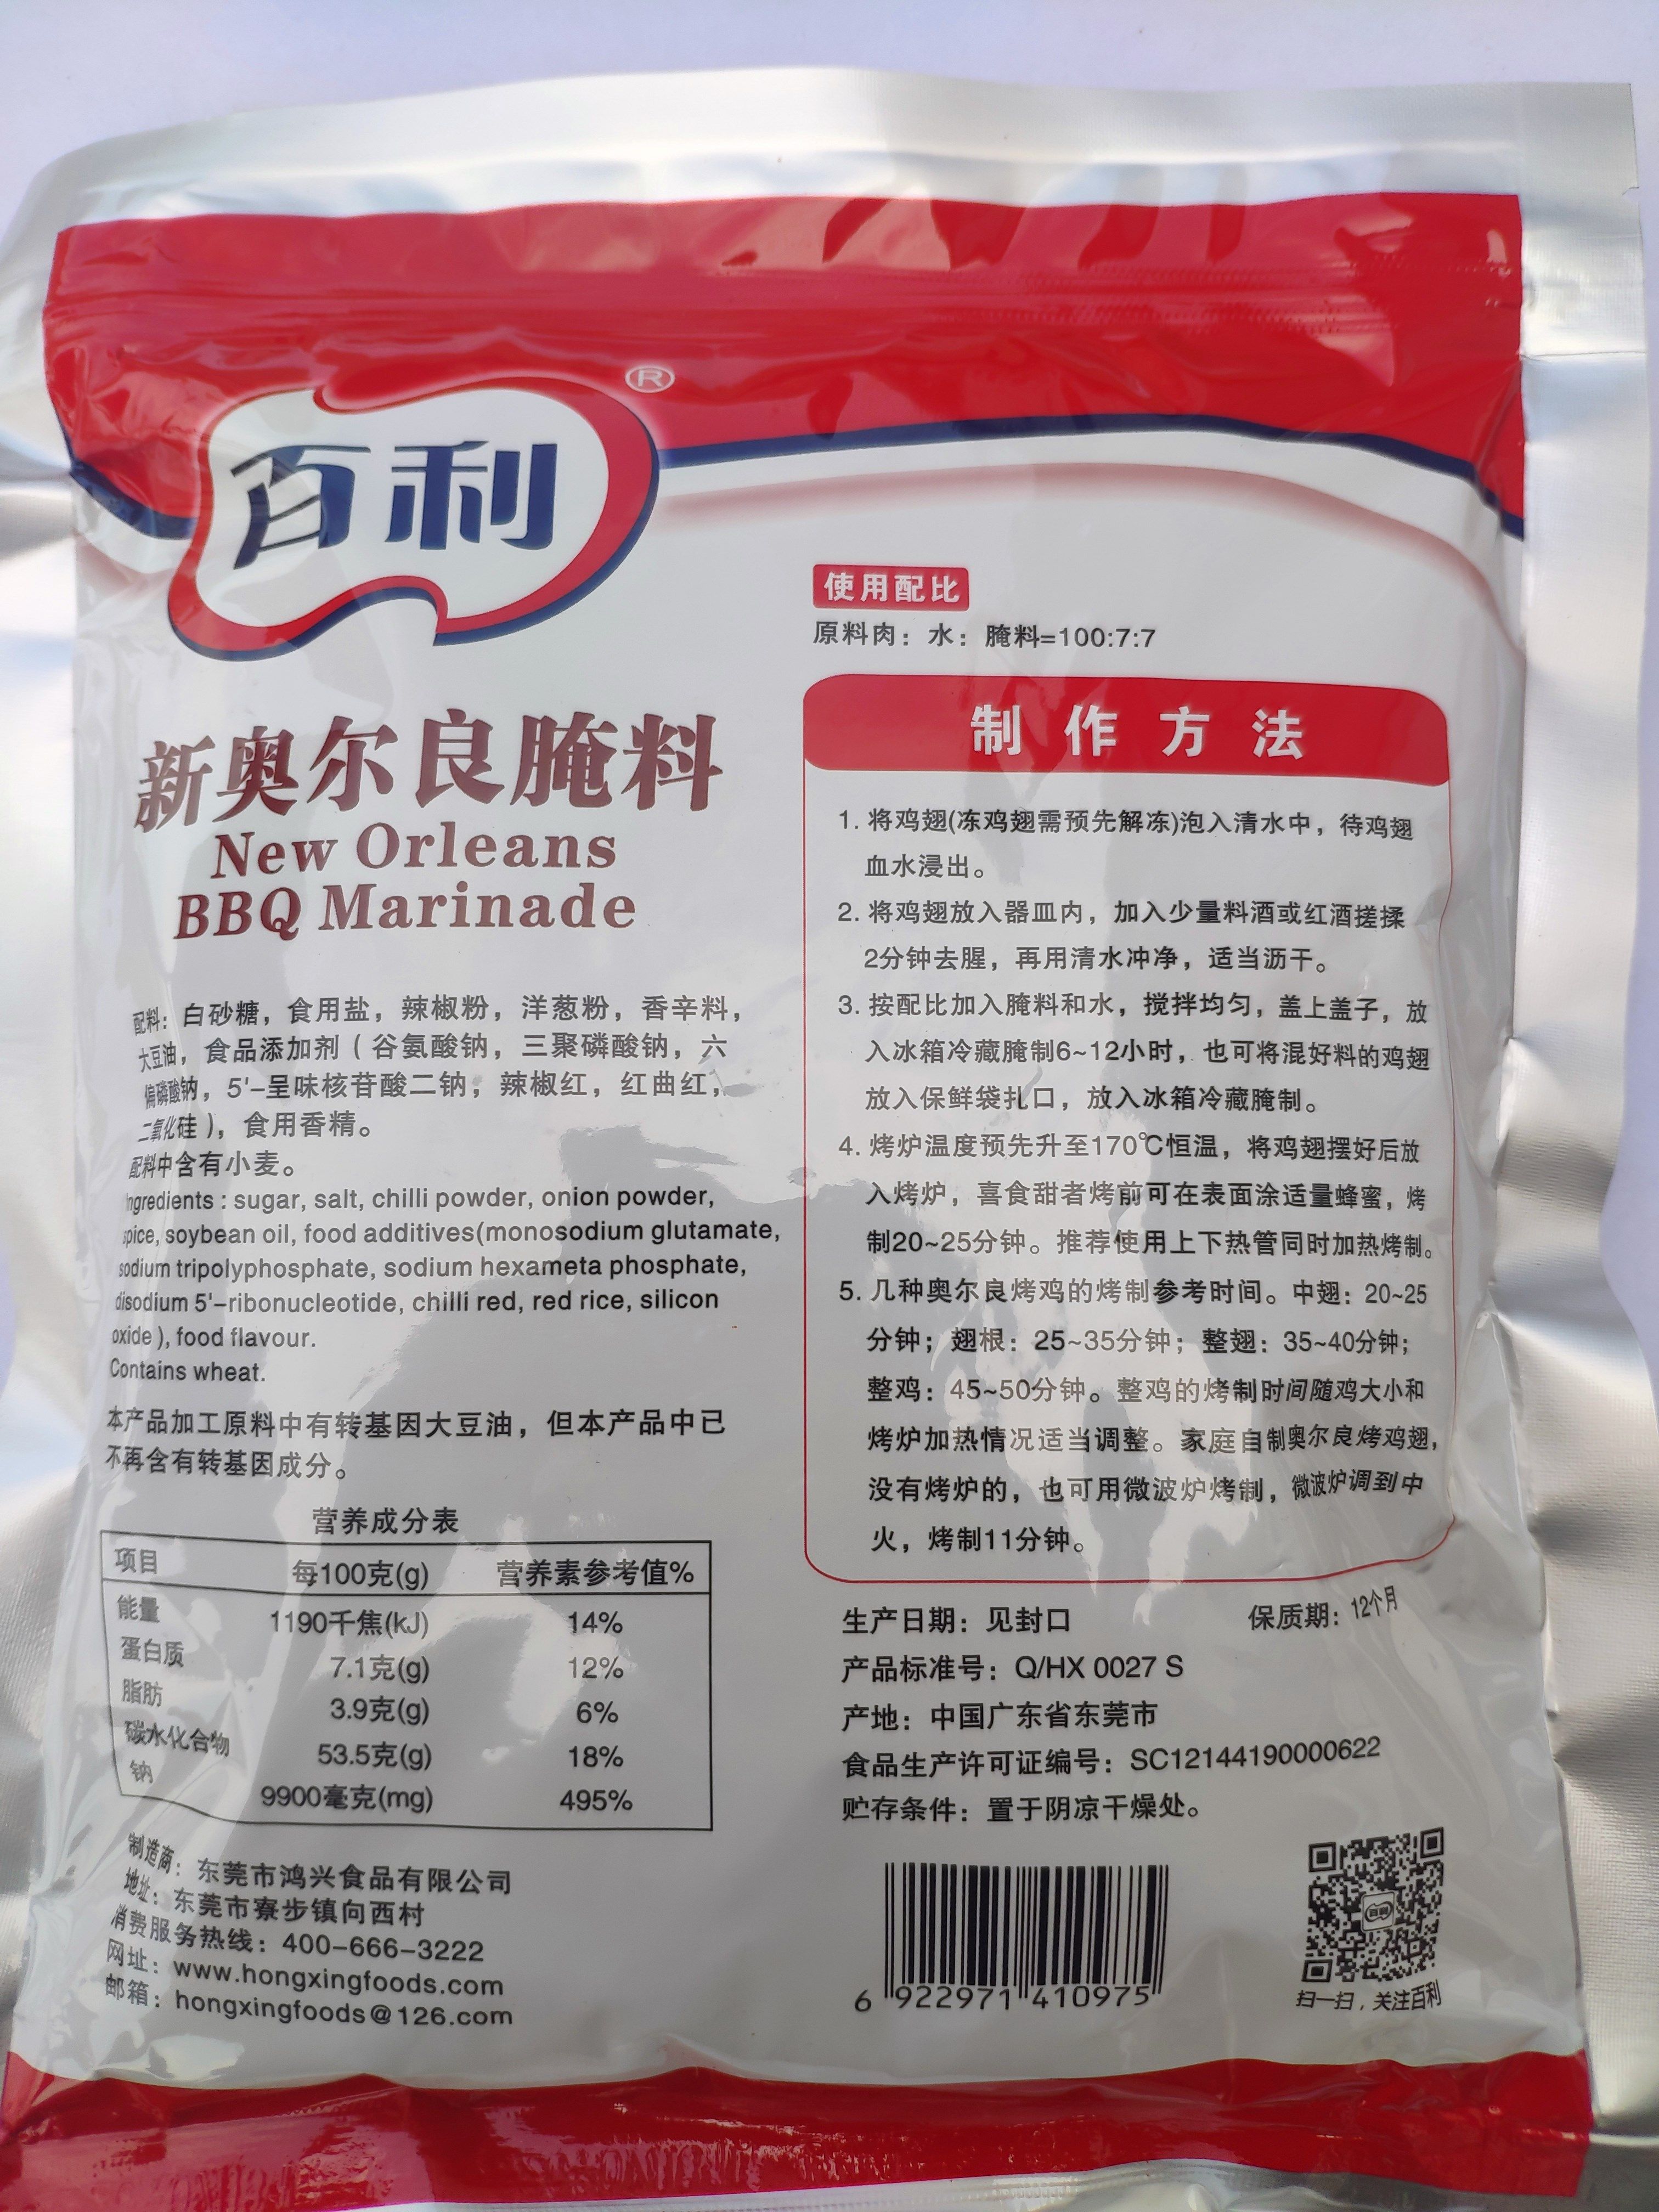 百利®
新奥尔良腌料
New Orleans
BBQ Marinade
配料：白砂糖，食用盐，辣椒粉，洋葱粉，香辛料，
大豆油，食品添加剂（谷氨酸钠，三聚磷酸钠，六
偏磷酸钠，5'-呈味核苷酸二钠，辣椒红，红曲红，
二氧化硅），食用香精。
配料中含有小麦。
Ingredients : sugar, salt, chilli powder, onion powder,
spice, soybean oil, food additives(monosodium glutamate,
sodium tripolyphosphate, sodium hexameta phosphate,
disodium 5'-ribonucleotide, chilli red, red rice, silicon
oxide ), food flavour.
Contains wheat.
本产品加工原料中有转基因大豆油，但本产品中已
不再含有转基因成分。
营养成分表
项目 每100克(g) 营养素参考值%
能量 1190千焦(kJ) 14%
蛋白质 7.1克(g) 12%
脂肪 3.9克(g) 6%
碳水化合物 53.5克(g) 18%
钠 9900毫克(mg) 495%
制造商：东莞市鸿兴食品有限公司
地址：东莞市寮步镇向西村
消费服务热线：400-666-3222
网址：www.hongxingfoods.com
邮箱：hongxingfoods@126.com
使用配比
原料肉：水：腌料=100:7:7
制作方法
1. 将鸡翅(冻鸡翅需预先解冻)泡入清水中，待鸡翅
血水浸出。
2. 将鸡翅放入器皿内，加入少量料酒或红酒搓揉
2分钟去腥，再用清水冲净，适当沥干。
3. 按配比加入腌料和水，搅拌均匀，盖上盖子，放
入冰箱冷藏腌制6~12小时，也可将混好料的鸡翅
放入保鲜袋扎口，放入冰箱冷藏腌制。
4. 烤炉温度预先升至170℃恒温，将鸡翅摆好后放
入烤炉，喜食甜者烤前可在表面涂适量蜂蜜，烤
制20~25分钟。推荐使用上下热管同时加热烤制。
5. 几种奥尔良烤鸡的烤制参考时间。中翅：20~25
分钟；翅根：25~35分钟；整翅：35~40分钟；
整鸡：45~50分钟。整鸡的烤制时间随鸡大小和
烤炉加热情况适当调整。家庭自制奥尔良烤鸡翅，
没有烤炉的，也可用微波炉烤制，微波炉调到中
火，烤制11分钟。
生产日期：见封口 保质期：12个月
产品标准号：Q/HX 0027 S
产地：中国广东省东莞市
食品生产许可证编号：SC12144190000622
贮存条件：置于阴凉干燥处。
6 922971 410975
百利
扫一扫，关注百利